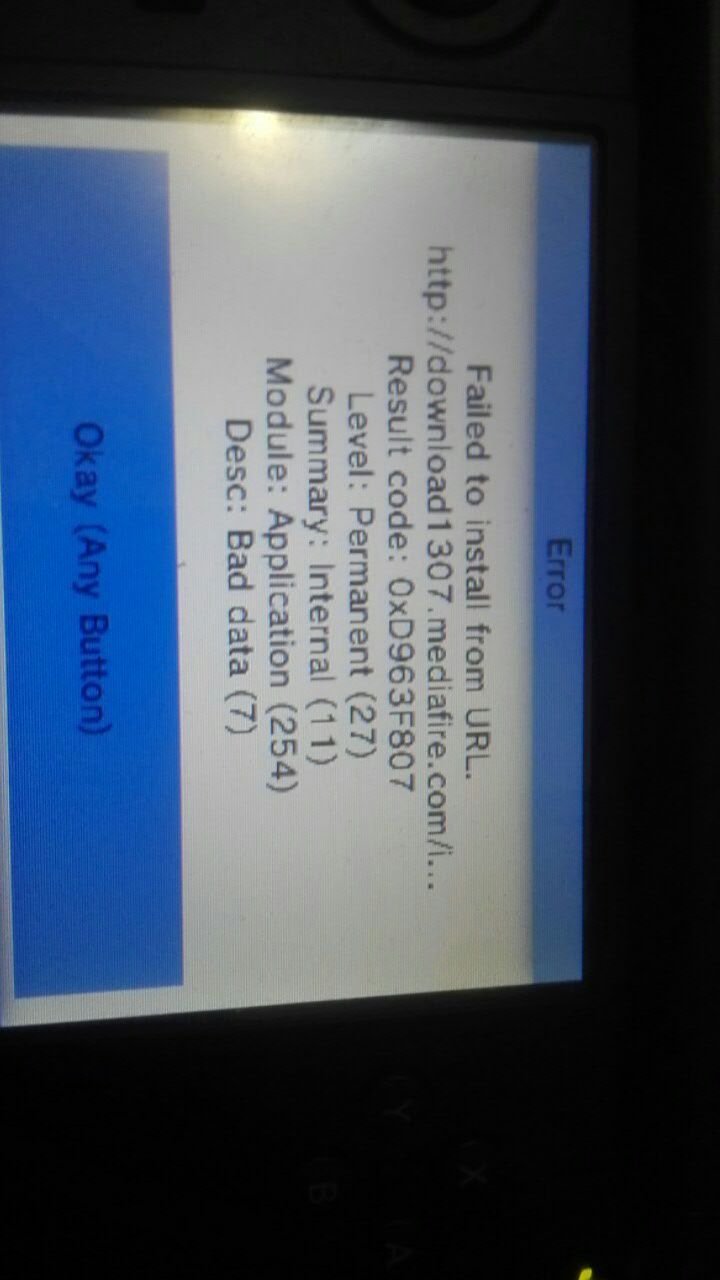 Error
Failed to install from URL.
http://download1307.mediafire.com/i...
Result code: 0xD963F807
Level: Permanent (27)
Summary: Internal (11)
Module: Application (254)
Desc: Bad data (7)
Okay (Any Button)
Y
X
B
A